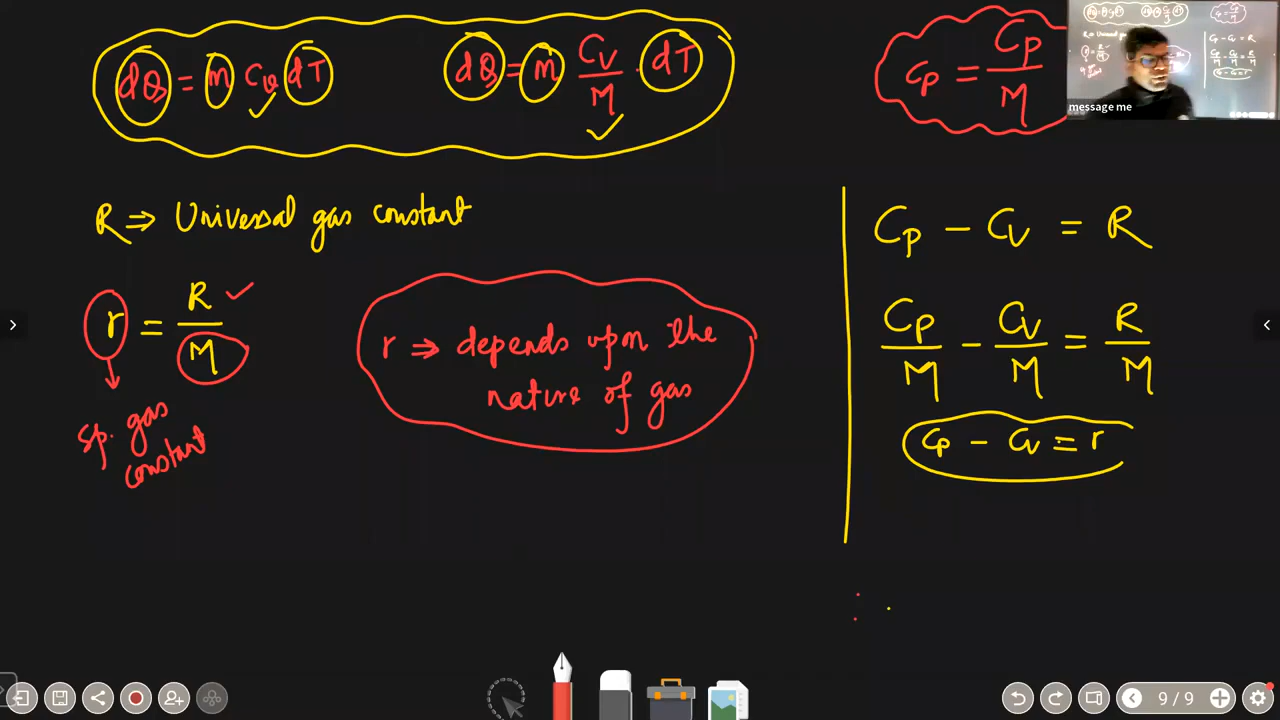 dQ = m Cv dT
dQ = m Cv/M . dT
Cp = Cp/M
message me
R ⇒ Universal gas constant
r = R/M
sp. gas
constant
r ⇒ depends upon the
nature of gas
Cp − Cv = R
Cp/M − Cv/M = R/M
Cp − Cv = r
9/9